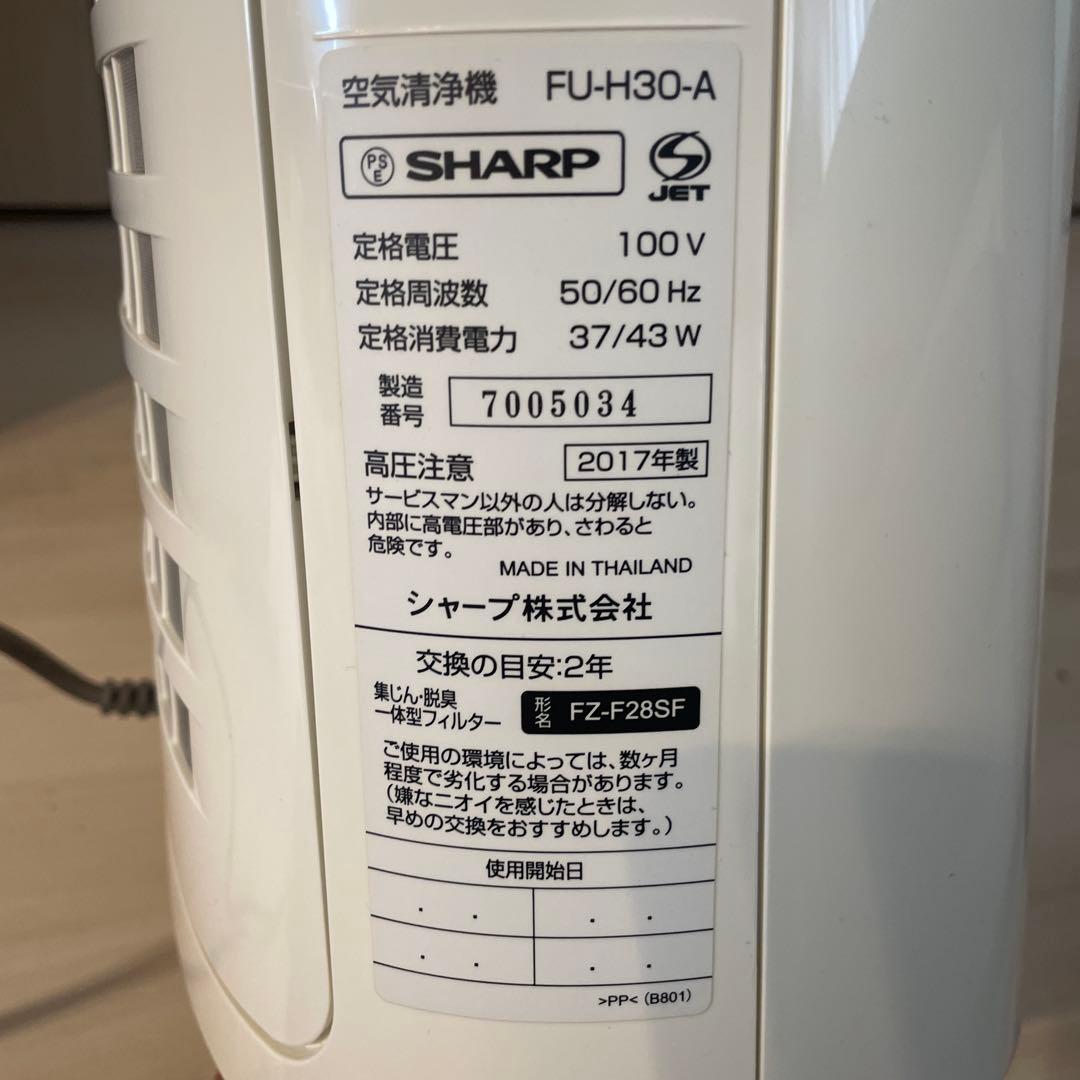 空気清浄機 FU-H30-A
PSE SHARP JET
定格電圧 100V
定格周波数 50/60 Hz
定格消費電力 37/43 W
製造番号 7005034
高圧注意 2017年製
サービスマン以外の人は分解しない。
内部に高電圧部があり、さわると
危険です。
MADE IN THAILAND
シャープ株式会社
交換の目安:2年
集じん・脱臭
一体型フィルター 形名 FZ-F28SF
ご使用の環境によっては、数ヶ月
程度で劣化する場合があります。
(嫌なニオイを感じたときは、
早めの交換をおすすめします。)
使用開始日
. . . .
. . . .
>PP< (B801)